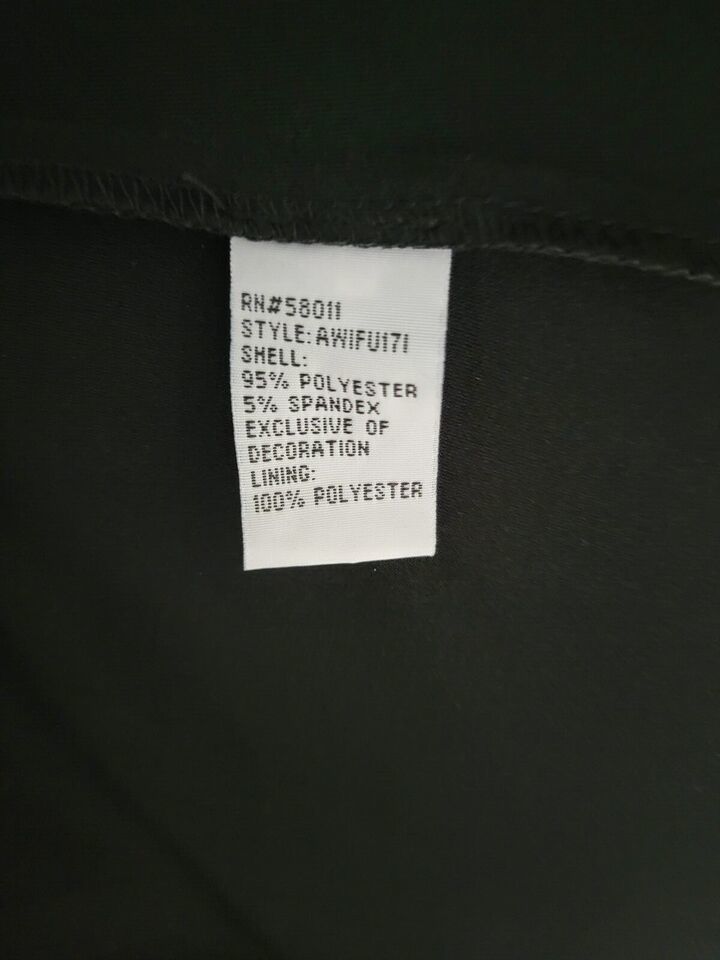 RN#58011
STYLE: AWIFU171
SHELL:
95% POLYESTER
5% SPANDEX
EXCLUSIVE OF
DECORATION
LINING:
100% POLYESTER